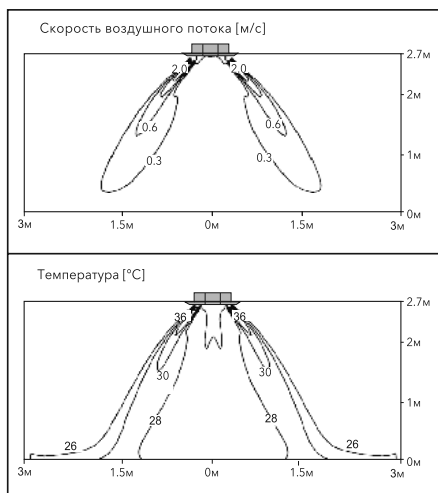 Скорость воздушного потока [м/с]
2.7м
2.0
2.0
2м
0.6
0.6
0.3
0.3
1м
0м
3м
1.5м
0м
1.5м
3м
Температура [°C]
2.7м
36
36
2м
30
30
1м
28
28
26
26
0м
3м
1.5м
0м
1.5м
3м